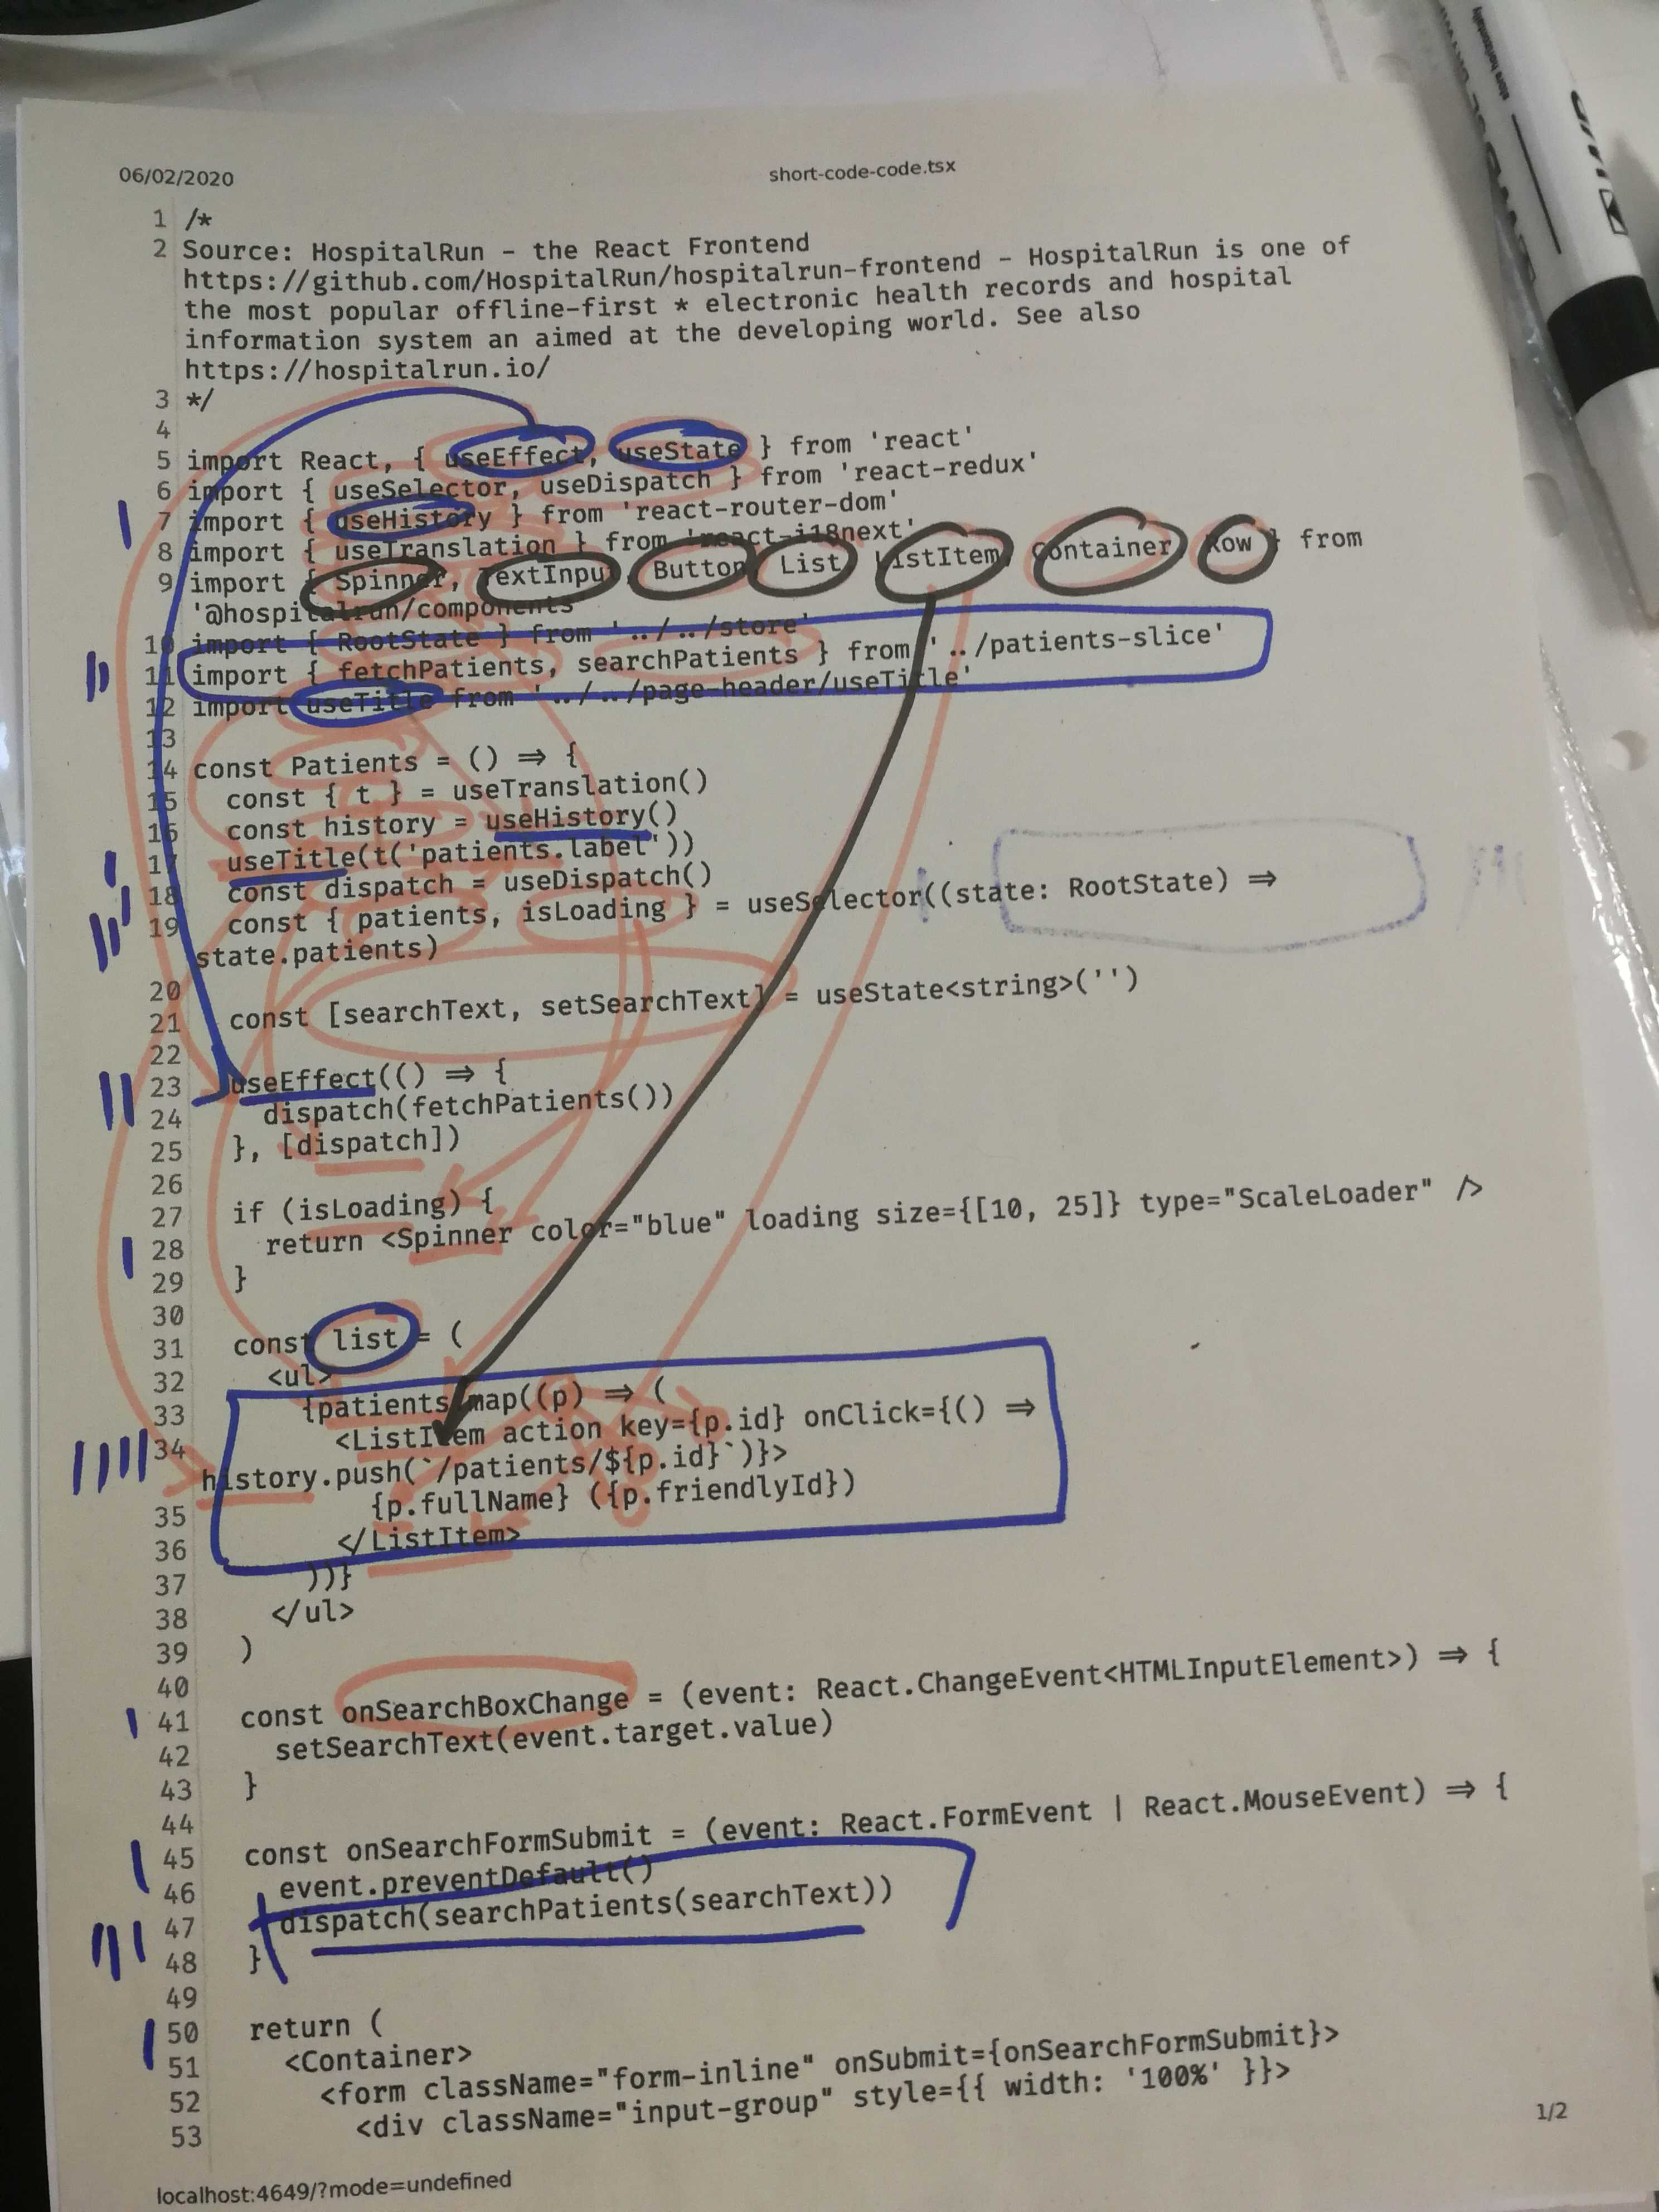 06/02/2020
short-code-code.tsx
1 /*
2 Source: HospitalRun - the React Frontend
https://github.com/HospitalRun/hospitalrun-frontend - HospitalRun is one of
the most popular offline-first * electronic health records and hospital
information system an aimed at the developing world. See also
https://hospitalrun.io/
3 */
4
5 import React, { useEffect, useState } from 'react'
6 import { useSelector, useDispatch } from 'react-redux'
7 import { useHistory } from 'react-router-dom'
8 import { useTranslation } from 'react-i18next'
9 import { Spinner, TextInput, Button, List, ListItem, Container, Row } from
'@hospitalrun/components'
10 import { RootState } from '../../store'
11 import { fetchPatients, searchPatients } from '../patients-slice'
12 import useTitle from '../../page-header/useTitle'
13
14 const Patients = () => {
15 const { t } = useTranslation()
16 const history = useHistory()
17 useTitle(t('patients.label'))
18 const dispatch = useDispatch()
19 const { patients, isLoading } = useSelector((state: RootState) =>
state.patients)
20
21 const [searchText, setSearchText] = useState<string>('')
22
23 useEffect(() => {
24 dispatch(fetchPatients())
25 }, [dispatch])
26
27 if (isLoading) {
28 return <Spinner color="blue" loading size={[10, 25]} type="ScaleLoader" />
29 }
30
31 const list = (
32 <ul>
33 {patients.map((p) => (
34 <ListItem action key={p.id} onClick={() =>
history.push(`/patients/${p.id}`)}>
35 {p.fullName} ({p.friendlyId})
36 </ListItem>
37 ))}
38 </ul>
39 )
40
41 const onSearchBoxChange = (event: React.ChangeEvent<HTMLInputElement>) => {
42 setSearchText(event.target.value)
43 }
44
45 const onSearchFormSubmit = (event: React.FormEvent | React.MouseEvent) => {
46 event.preventDefault()
47 dispatch(searchPatients(searchText))
48 }
49
50 return (
51 <Container>
52 <form className="form-inline" onSubmit={onSearchFormSubmit}>
53 <div className="input-group" style={{ width: '100%' }}>
1/2
localhost:4649/?mode=undefined
store horizontally